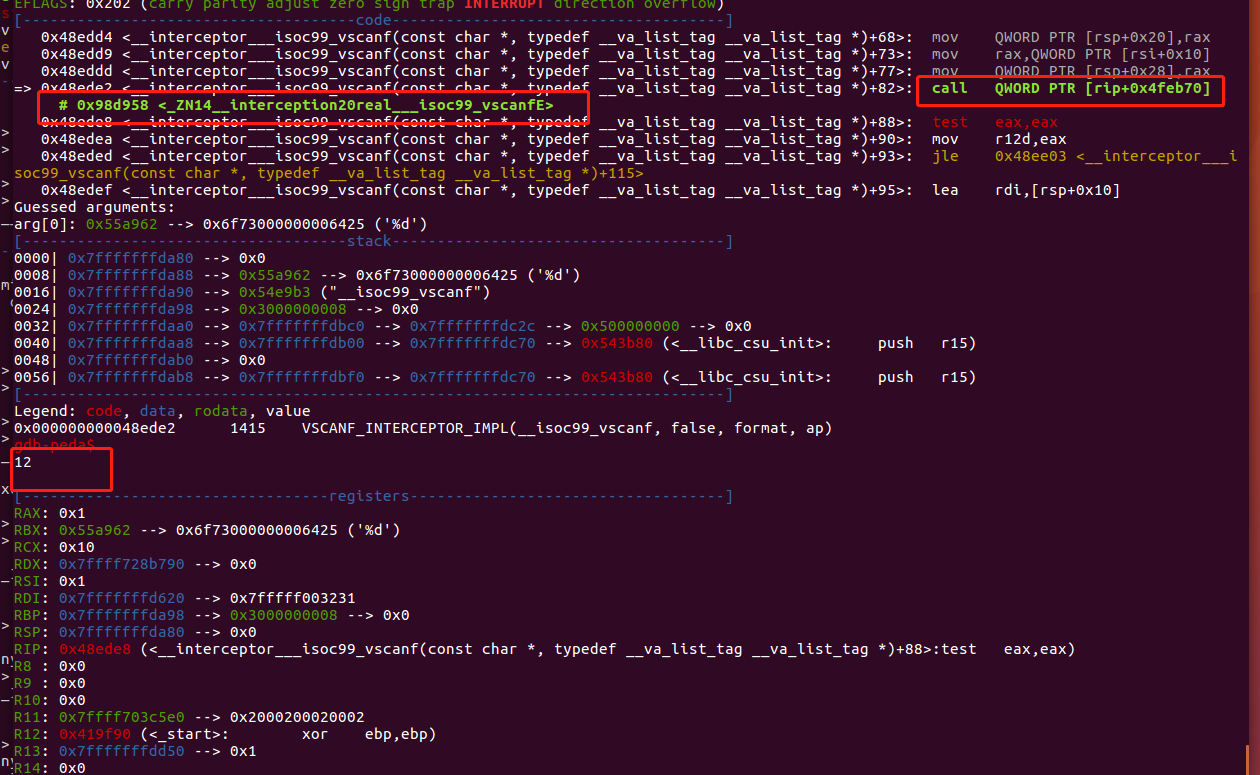 EFLAGS: 0x202 (carry parity adjust zero sign trap INTERRUPT direction overflow)
[-------------------------------------code-------------------------------------]
   0x48edd4 <__interceptor___isoc99_vscanf(const char *, typedef __va_list_tag __va_list_tag *)+68>:	mov    QWORD PTR [rsp+0x20],rax
   0x48edd9 <__interceptor___isoc99_vscanf(const char *, typedef __va_list_tag __va_list_tag *)+73>:	mov    rax,QWORD PTR [rsi+0x10]
   0x48eddd <__interceptor___isoc99_vscanf(const char *, typedef __va_list_tag __va_list_tag *)+77>:	mov    QWORD PTR [rsp+0x28],rax
=> 0x48ede2 <__interceptor___isoc99_vscanf(const char *, typedef __va_list_tag __va_list_tag *)+82>:	call   QWORD PTR [rip+0x4feb70]
     # 0x98d958 <_ZN14__interception20real___isoc99_vscanfE>
   0x48ede8 <__interceptor___isoc99_vscanf(const char *, typedef __va_list_tag __va_list_tag *)+88>:	test   eax,eax
   0x48edea <__interceptor___isoc99_vscanf(const char *, typedef __va_list_tag __va_list_tag *)+90>:	mov    r12d,eax
   0x48eded <__interceptor___isoc99_vscanf(const char *, typedef __va_list_tag __va_list_tag *)+93>:	jle    0x48ee03 <__interceptor___i
soc99_vscanf(const char *, typedef __va_list_tag __va_list_tag *)+115>
   0x48edef <__interceptor___isoc99_vscanf(const char *, typedef __va_list_tag __va_list_tag *)+95>:	lea    rdi,[rsp+0x10]
Guessed arguments:
arg[0]: 0x55a962 --> 0x6f73000000006425 ('%d')
[------------------------------------stack-------------------------------------]
0000| 0x7fffffffda80 --> 0x0
0008| 0x7fffffffda88 --> 0x55a962 --> 0x6f73000000006425 ('%d')
0016| 0x7fffffffda90 --> 0x54e9b3 ("__isoc99_vscanf")
0024| 0x7fffffffda98 --> 0x3000000008 --> 0x0
0032| 0x7fffffffdaa0 --> 0x7fffffffdbc0 --> 0x7fffffffdc2c --> 0x500000000 --> 0x0
0040| 0x7fffffffdaa8 --> 0x7fffffffdb00 --> 0x7fffffffdc70 --> 0x543b80 (<__libc_csu_init>:	push   r15)
0048| 0x7fffffffdab0 --> 0x0
0056| 0x7fffffffdab8 --> 0x7fffffffdbf0 --> 0x7fffffffdc70 --> 0x543b80 (<__libc_csu_init>:	push   r15)
[------------------------------------------------------------------------------]
Legend: code, data, rodata, value
0x000000000048ede2	1415	VSCANF_INTERCEPTOR_IMPL(__isoc99_vscanf, false, format, ap)
gdb-peda$
12
[----------------------------------registers-----------------------------------]
RAX: 0x1
RBX: 0x55a962 --> 0x6f73000000006425 ('%d')
RCX: 0x10
RDX: 0x7ffff728b790 --> 0x0
RSI: 0x1
RDI: 0x7fffffffd620 --> 0x7fffff003231
RBP: 0x7fffffffda98 --> 0x3000000008 --> 0x0
RSP: 0x7fffffffda80 --> 0x0
RIP: 0x48ede8 (<__interceptor___isoc99_vscanf(const char *, typedef __va_list_tag __va_list_tag *)+88>:test   eax,eax)
R8 : 0x0
R9 : 0x0
R10: 0x0
R11: 0x7ffff703c5e0 --> 0x2000200020002
R12: 0x419f90 (<_start>:	xor    ebp,ebp)
R13: 0x7fffffffdd50 --> 0x1
R14: 0x0